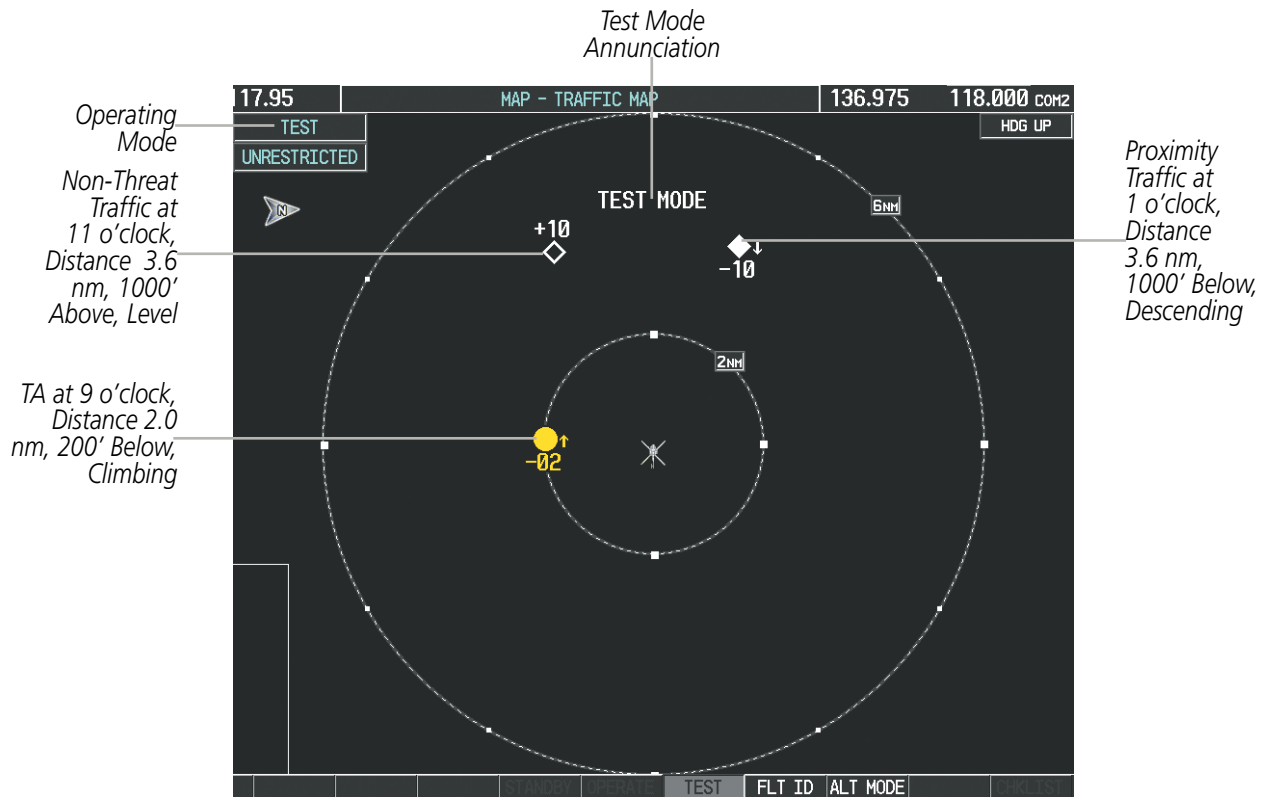 Test Mode
Annunciation
17.95
MAP - TRAFFIC MAP
136.975
118.000 COM2
Operating
Mode
TEST
UNRESTRICTED
HDG UP
Non-Threat
Traffic at
11 o’clock,
Distance 3.6
nm, 1000’
Above, Level
Proximity
Traffic at
1 o’clock,
Distance
3.6 nm,
1000’ Below,
Descending
N
TEST MODE
6NM
+10
-10
2NM
TA at 9 o’clock,
Distance 2.0
nm, 200’ Below,
Climbing
-02
STANDBY
OPERATE
TEST
FLT ID
ALT MODE
CHKLIST